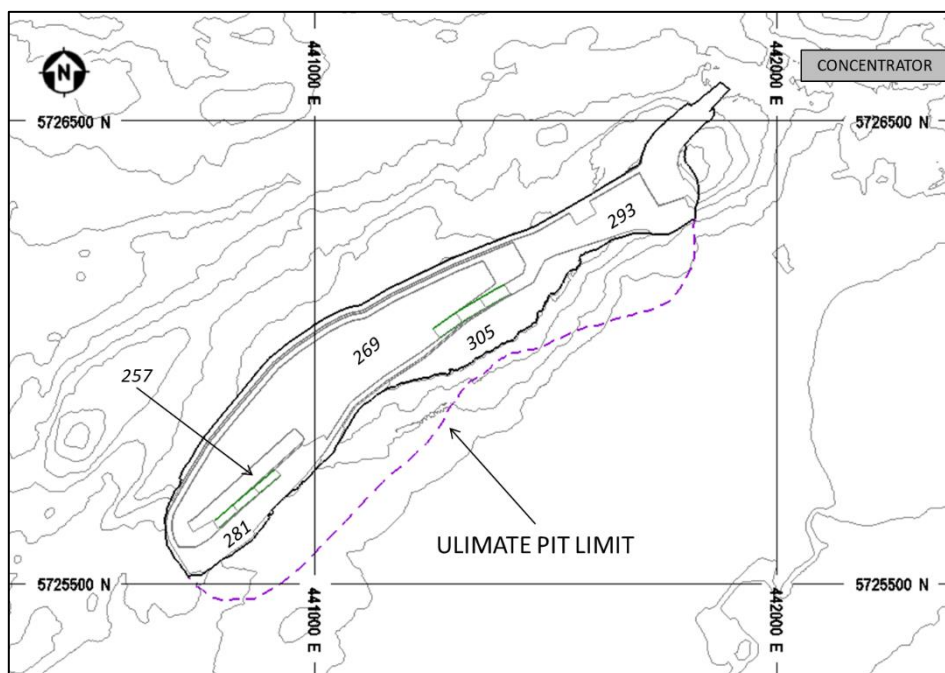 N
441000 E
442000 E
CONCENTRATOR
5726500 N
5726500 N
293
305
269
257
281
ULIMATE PIT LIMIT
5725500 N
5725500 N
441000 E
442000 E